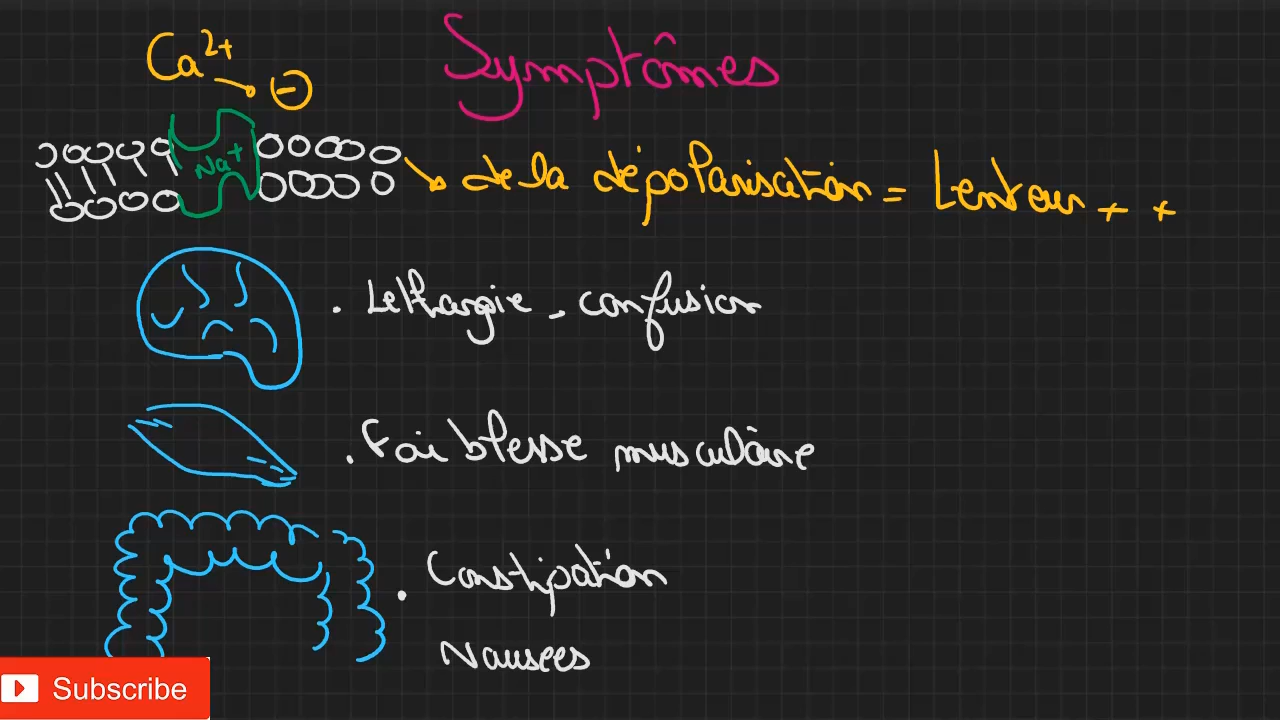 Symptômes
Ca²⁺
⊖
Na⁺
↘ de la dépolarisation = Lenteur + +
. Léthargie - confusion
. Faiblesse musculaire
. Constipation
Nausées
Subscribe